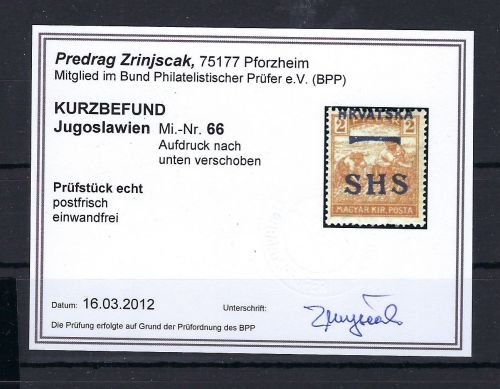 Predrag Zrinjscak, 75177 Pforzheim
Mitglied im Bund Philatelistischer Prüfer e.V. (BPP)
KURZBEFUND
Jugoslawien Mi.-Nr. 66
Aufdruck nach
unten verschoben
Prüfstück echt
postfrisch
einwandfrei
HRVATSKA
2 2
SHS
MAGYAR KIR. POSTA
Datum: 16.03.2012 Unterschrift:
Die Prüfung erfolgte auf Grund der Prüfordnung des BPP